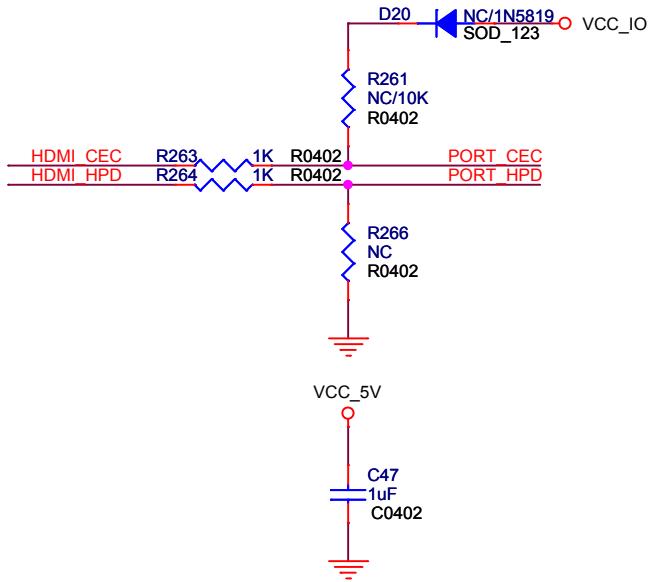 D20 NC/1N5819 VCC_IO
SOD_123
R261
NC/10K
R0402
HDMI_CEC R263 1K R0402 PORT_CEC
HDMI_HPD R264 1K R0402 PORT_HPD
R266
NC
R0402
VCC_5V
C47
1uF
C0402